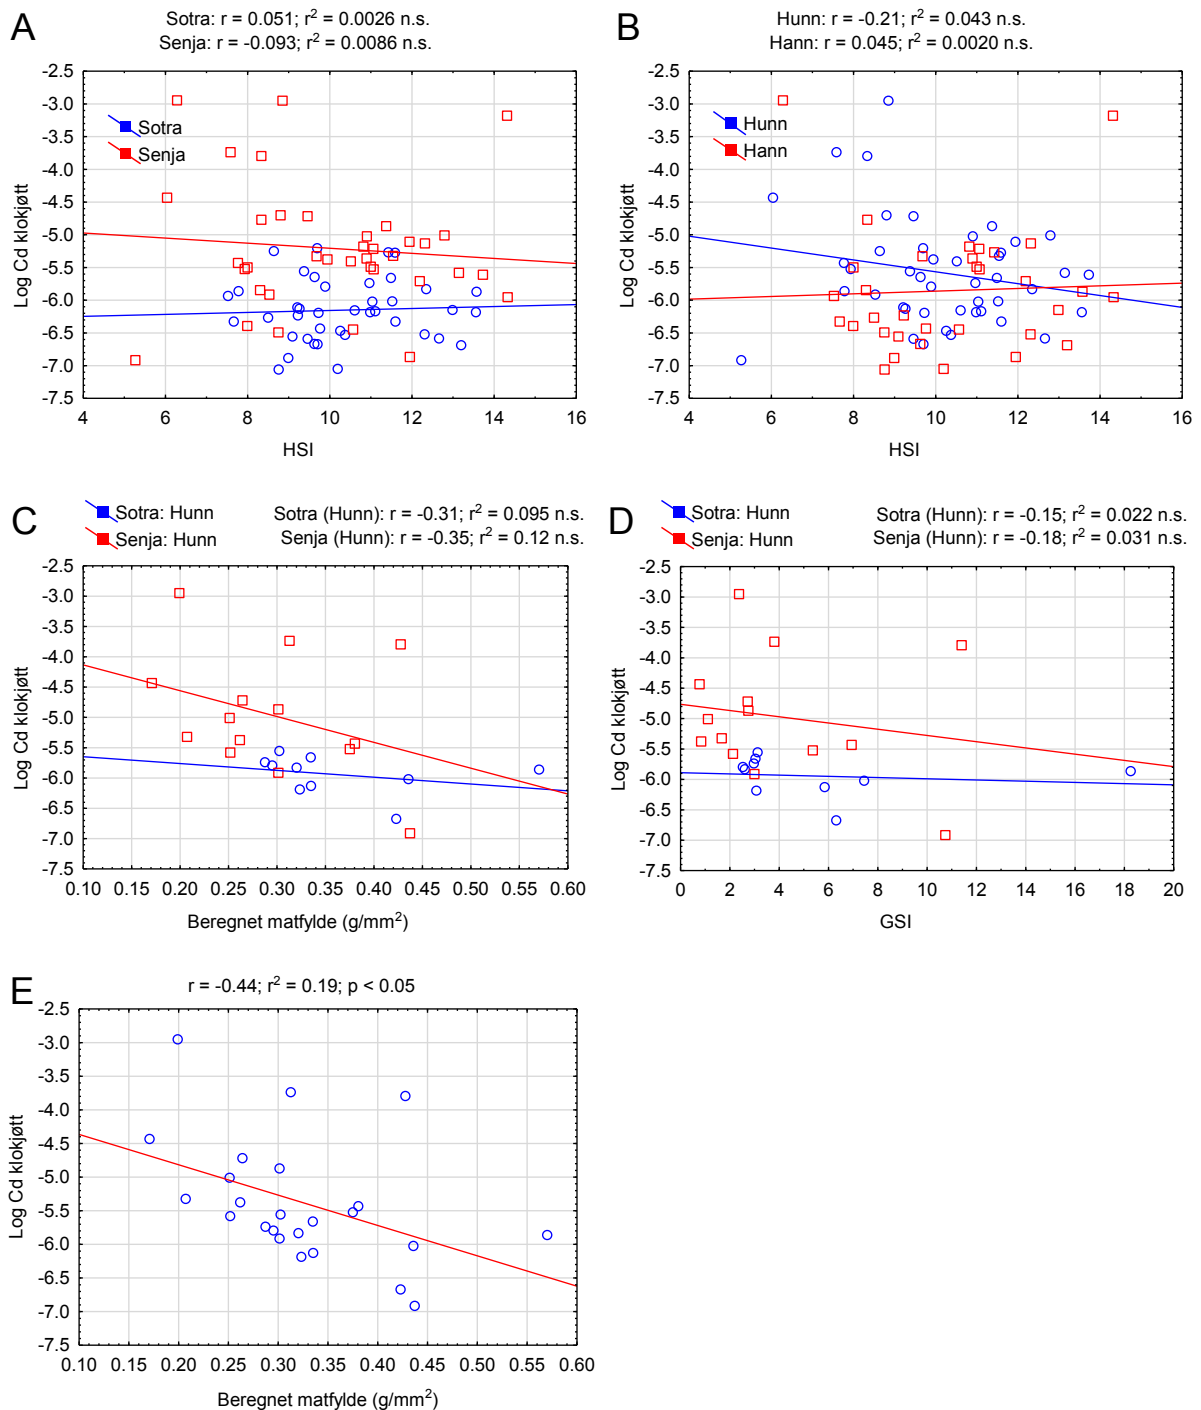 A
Sotra: r = 0.051; r² = 0.0026 n.s.
Senja: r = -0.093; r² = 0.0086 n.s.
-2.5
-3.0
-3.5
-4.0
-4.5
-5.0
-5.5
-6.0
-6.5
-7.0
-7.5
Log Cd klokjøtt
Sotra
Senja
4 6 8 10 12 14 16
HSI
B
Hunn: r = -0.21; r² = 0.043 n.s.
Hann: r = 0.045; r² = 0.0020 n.s.
-2.5
-3.0
-3.5
-4.0
-4.5
-5.0
-5.5
-6.0
-6.5
-7.0
-7.5
Log Cd klokjøtt
Hunn
Hann
4 6 8 10 12 14 16
HSI
C
Sotra: Hunn
Senja: Hunn
Sotra (Hunn): r = -0.31; r² = 0.095 n.s.
Senja (Hunn): r = -0.35; r² = 0.12 n.s.
-2.5
-3.0
-3.5
-4.0
-4.5
-5.0
-5.5
-6.0
-6.5
-7.0
-7.5
Log Cd klokjøtt
0.10 0.20 0.30 0.40 0.50 0.60
0.15 0.25 0.35 0.45 0.55
Beregnet matfylde (g/mm²)
D
Sotra: Hunn
Senja: Hunn
Sotra (Hunn): r = -0.15; r² = 0.022 n.s.
Senja (Hunn): r = -0.18; r² = 0.031 n.s.
-2.5
-3.0
-3.5
-4.0
-4.5
-5.0
-5.5
-6.0
-6.5
-7.0
-7.5
Log Cd klokjøtt
0 2 4 6 8 10 12 14 16 18 20
GSI
E
r = -0.44; r² = 0.19; p < 0.05
-2.5
-3.0
-3.5
-4.0
-4.5
-5.0
-5.5
-6.0
-6.5
-7.0
-7.5
Log Cd klokjøtt
0.10 0.15 0.20 0.25 0.30 0.35 0.40 0.45 0.50 0.55 0.60
Beregnet matfylde (g/mm²)